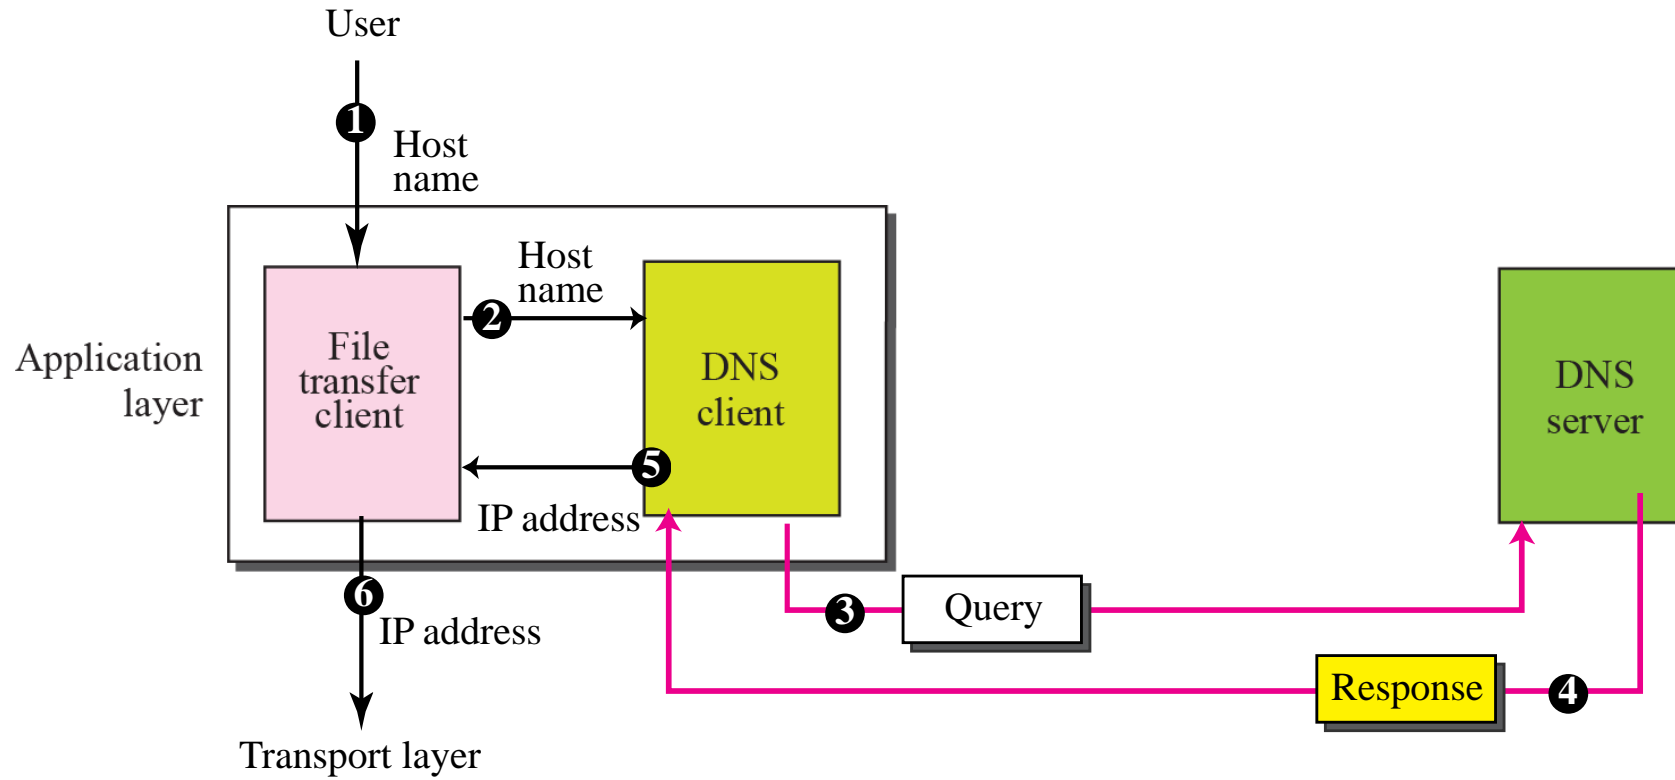 User
1
Host
name
Host
name
2
File
transfer
client
DNS
client
Application
layer
DNS
server
5
IP address
6
IP address
3
Query
Response
4
Transport layer